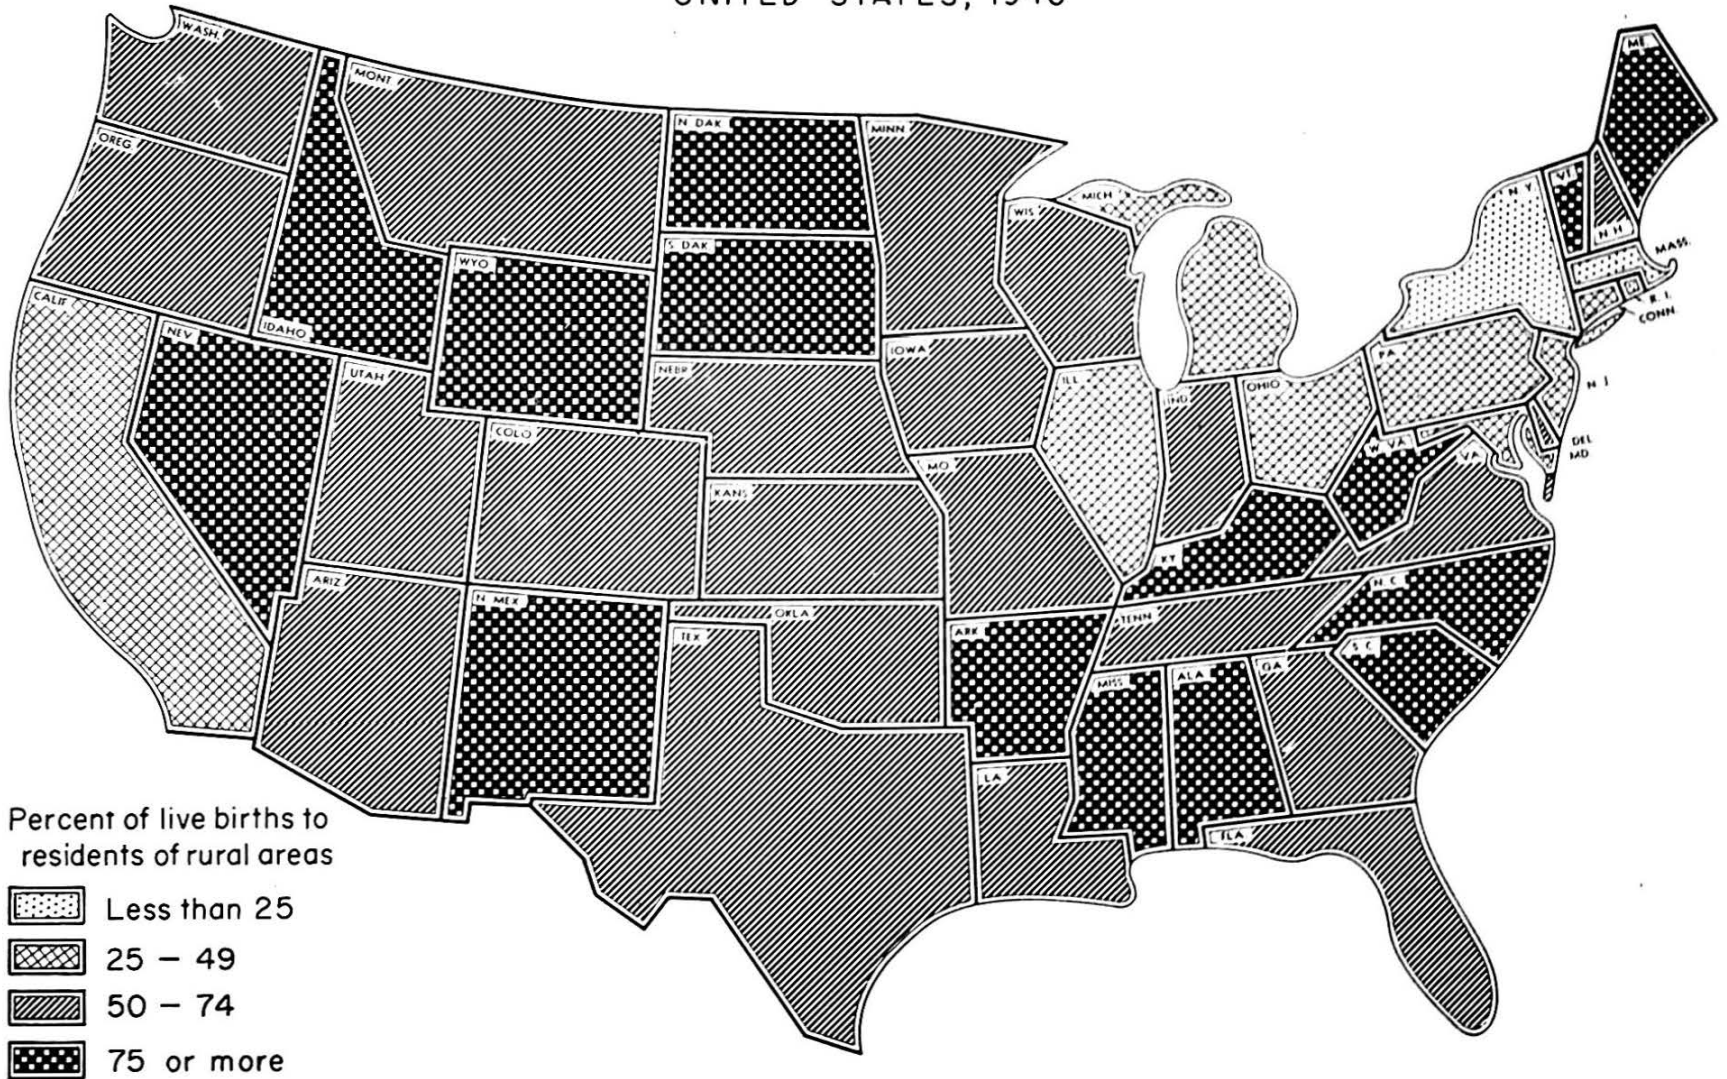 UNITED STATES,
WASH.
MONT
N DAK
MINN
ME
OREG
MICH
VT
N.Y.
WIS
N H
S DAK
MASS.
WYO
CALIF
R. I.
CONN
NEV
IDAHO
IOWA
PA
UTAH
NEBR
ILL
IND
OHIO
N J
COLO
W VA
DEL
MD
VA
MO
KANS
KY
ARIZ
N. MEX
OKLA
N C
TENN
TEX
ARK
S C
GA
MISS
ALA
LA
FLA
Percent of live births to
residents of rural areas
Less than 25
25 – 49
50 – 74
75 or more